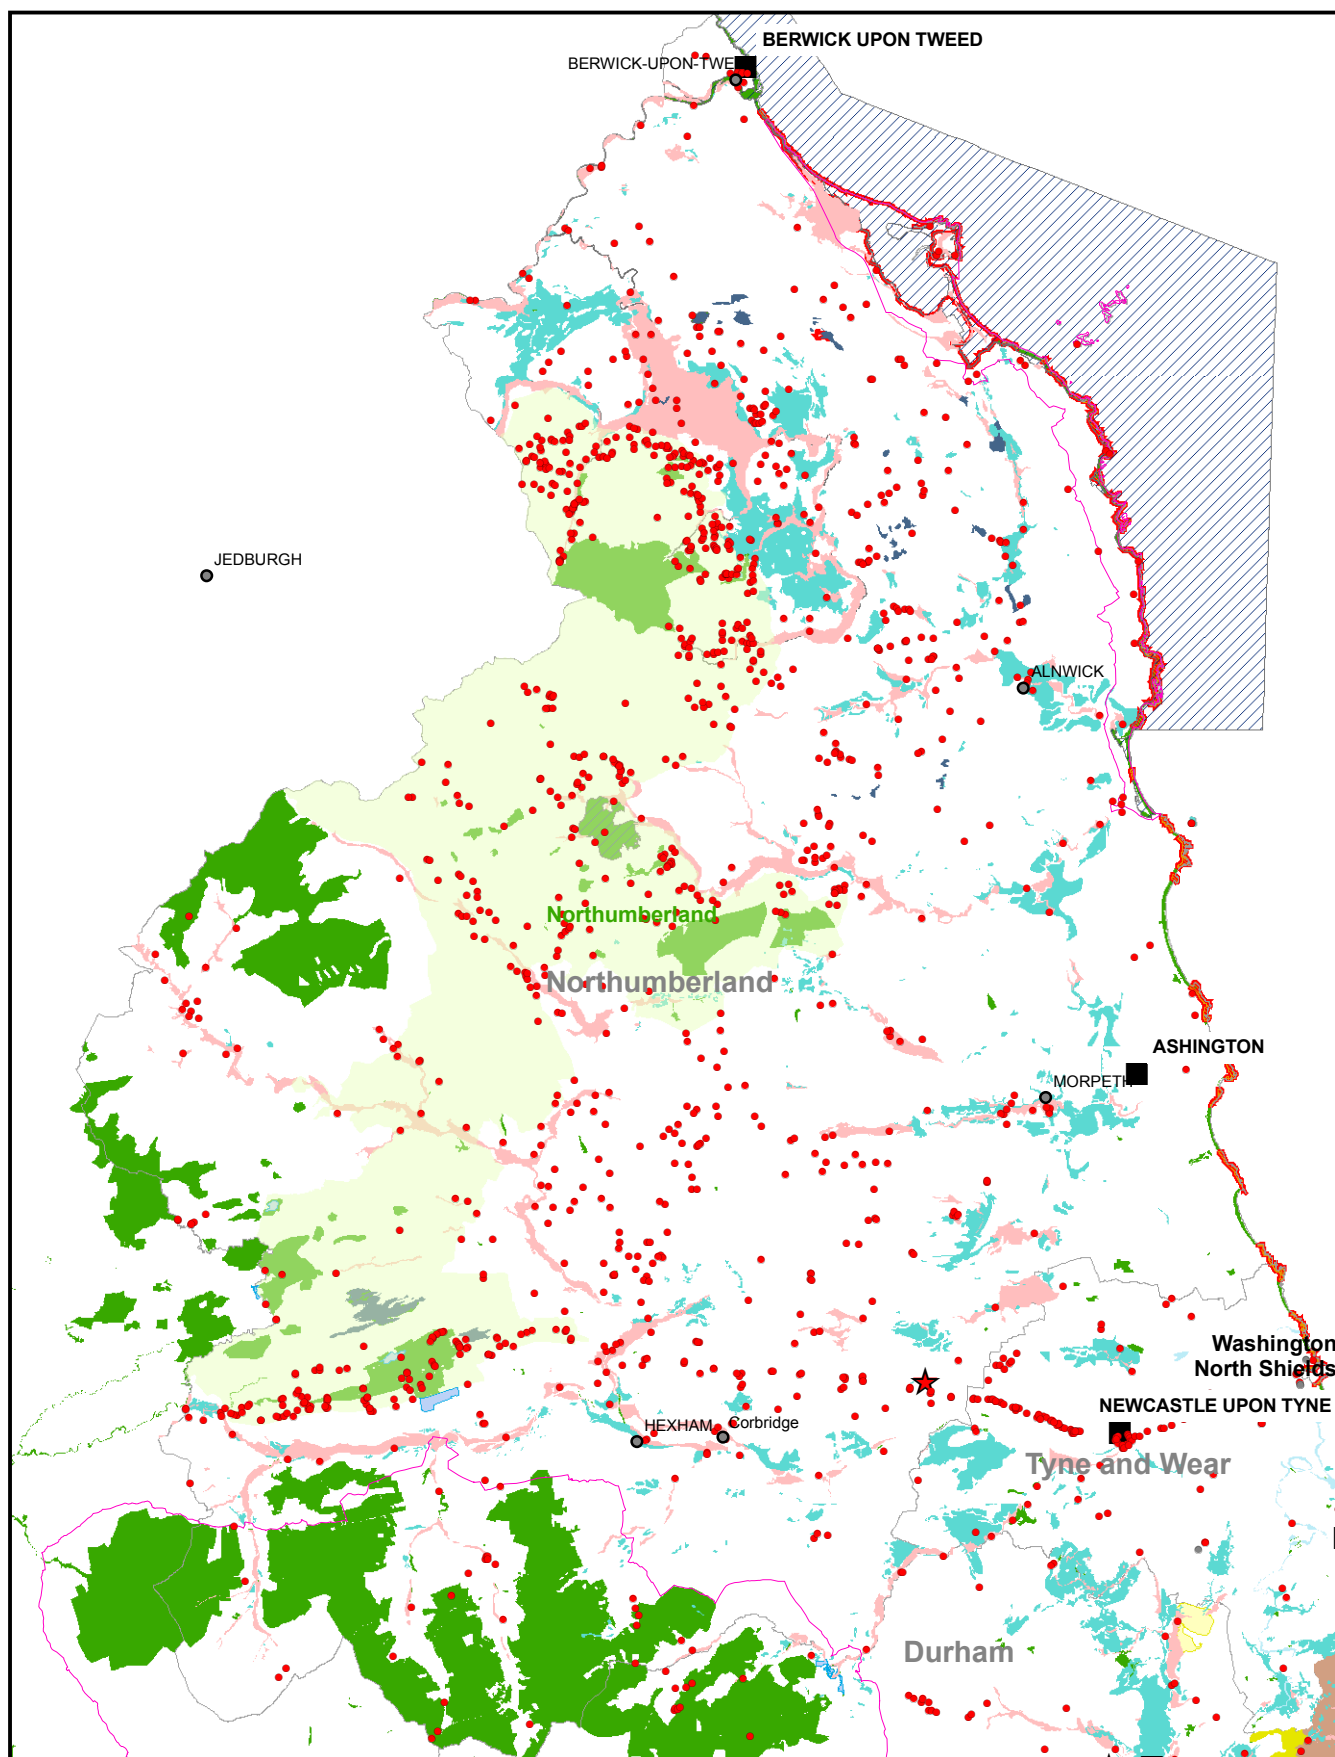 BERWICK UPON TWEED
BERWICK-UPON-TWE
JEDBURGH
ALNWICK
Northumberland
Northumberland
ASHINGTON
MORPETH
Washington
North Shields
NEWCASTLE UPON TYNE
HEXHAM
Corbridge
Tyne and Wear
Durham